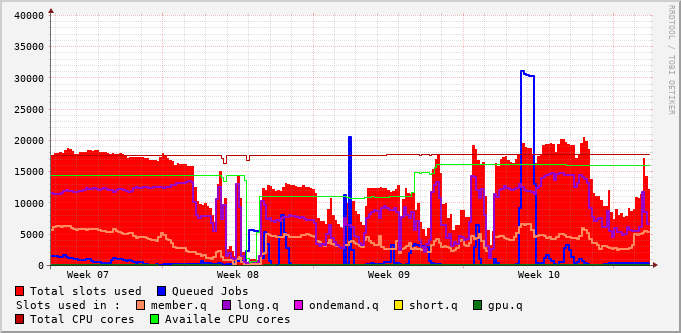 40000
35000
30000
25000
20000
15000
10000
5000
0
Week 07 Week 08 Week 09 Week 10
RRDTOOL / TOBI OETIKER
Total slots used Queued Jobs
Slots used in : member.q long.q ondemand.q short.q gpu.q
Total CPU cores Availale CPU cores